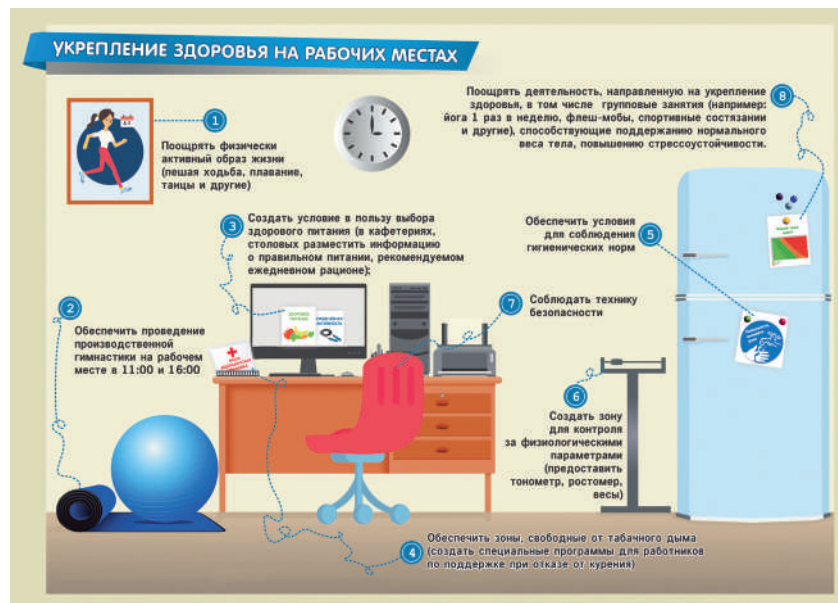 УКРЕПЛЕНИЕ ЗДОРОВЬЯ НА РАБОЧИХ МЕСТАХ
1
Поощрять физически
активный образ жизни
(пешая ходьба, плавание,
танцы и другие)
8
Поощрять деятельность, направленную на укрепление
здоровья, в том числе групповые занятия (например:
йога 1 раз в неделю, флеш-мобы, спортивные состязании
и другие), способствующие поддержанию нормального
веса тела, повышению стрессоустойчивости.
3
Создать условие в пользу выбора
здорового питания (в кафетериях,
столовых разместить информацию
о правильном питании, рекомендуемом
ежедневном рационе);
5
Обеспечить условия
для соблюдения
гигиенических норм
2
Обеспечить проведение
производственной
гимнастики на рабочем
месте в 11:00 и 16:00
7
Соблюдать технику
безопасности
ЗДОРОВОЕ
ПИТАНИЕ
6
Создать зону
для контроля
за физиологическими
параметрами
(предоставить
тонометр, ростомер,
весы)
4
Обеспечить зоны, свободные от табачного дыма
(создать специальные программы для работников
по поддержке при отказе от курения)